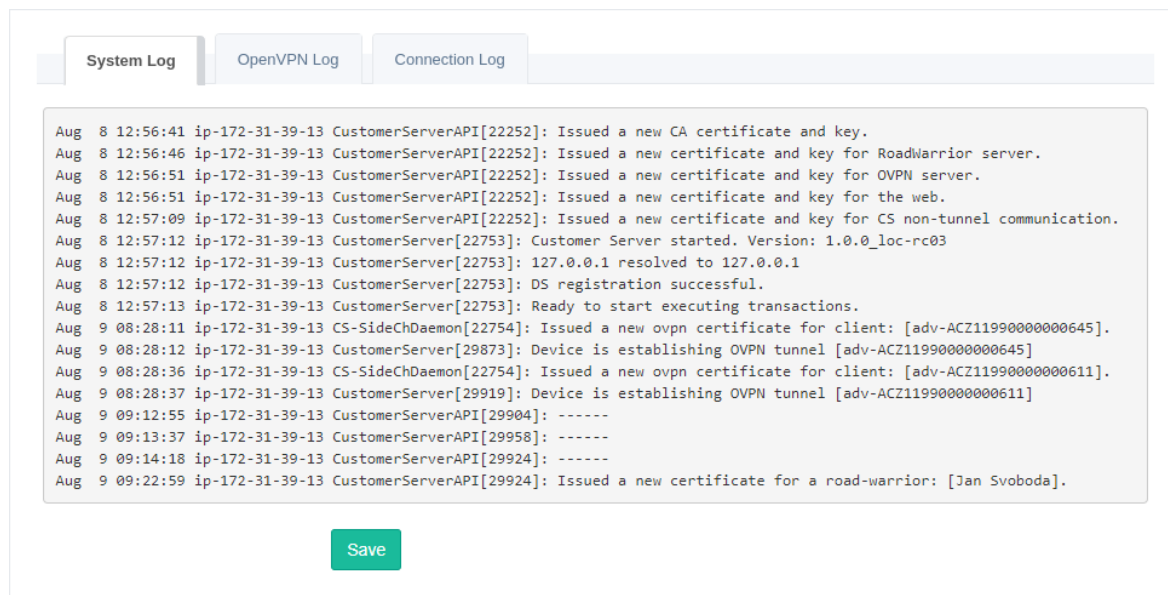 System Log
OpenVPN Log
Connection Log
Aug  8 12:56:41 ip-172-31-39-13 CustomerServerAPI[22252]: Issued a new CA certificate and key.
Aug  8 12:56:46 ip-172-31-39-13 CustomerServerAPI[22252]: Issued a new certificate and key for RoadWarrior server.
Aug  8 12:56:51 ip-172-31-39-13 CustomerServerAPI[22252]: Issued a new certificate and key for OVPN server.
Aug  8 12:56:51 ip-172-31-39-13 CustomerServerAPI[22252]: Issued a new certificate and key for the web.
Aug  8 12:57:09 ip-172-31-39-13 CustomerServerAPI[22252]: Issued a new certificate and key for CS non-tunnel communication.
Aug  8 12:57:12 ip-172-31-39-13 CustomerServer[22753]: Customer Server started. Version: 1.0.0_loc-rc03
Aug  8 12:57:12 ip-172-31-39-13 CustomerServer[22753]: 127.0.0.1 resolved to 127.0.0.1
Aug  8 12:57:12 ip-172-31-39-13 CustomerServer[22753]: DS registration successful.
Aug  8 12:57:13 ip-172-31-39-13 CustomerServer[22753]: Ready to start executing transactions.
Aug  9 08:28:11 ip-172-31-39-13 CS-SideChDaemon[22754]: Issued a new ovpn certificate for client: [adv-ACZ11990000000645].
Aug  9 08:28:12 ip-172-31-39-13 CustomerServer[29873]: Device is establishing OVPN tunnel [adv-ACZ11990000000645]
Aug  9 08:28:36 ip-172-31-39-13 CS-SideChDaemon[22754]: Issued a new ovpn certificate for client: [adv-ACZ11990000000611].
Aug  9 08:28:37 ip-172-31-39-13 CustomerServer[29919]: Device is establishing OVPN tunnel [adv-ACZ11990000000611]
Aug  9 09:12:55 ip-172-31-39-13 CustomerServerAPI[29904]: ------
Aug  9 09:13:37 ip-172-31-39-13 CustomerServerAPI[29958]: ------
Aug  9 09:14:18 ip-172-31-39-13 CustomerServerAPI[29924]: ------
Aug  9 09:22:59 ip-172-31-39-13 CustomerServerAPI[29924]: Issued a new certificate for a road-warrior: [Jan Svoboda].
Save